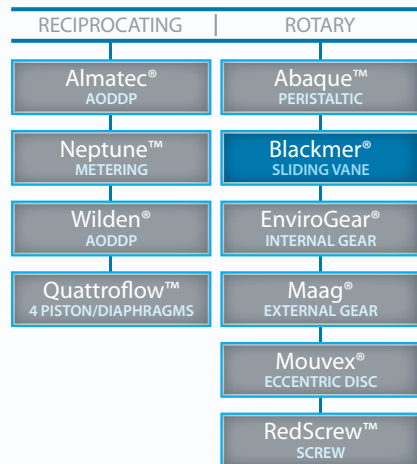 RECIPROCATING | ROTARY
Almatec®
AODDP
Neptune™
METERING
Wilden®
AODDP
Quattroflow™
4 PISTON/DIAPHRAGMS
Abaque™
PERISTALTIC
Blackmer®
SLIDING VANE
EnviroGear®
INTERNAL GEAR
Maag®
EXTERNAL GEAR
Mouvex®
ECCENTRIC DISC
RedScrew™
SCREW